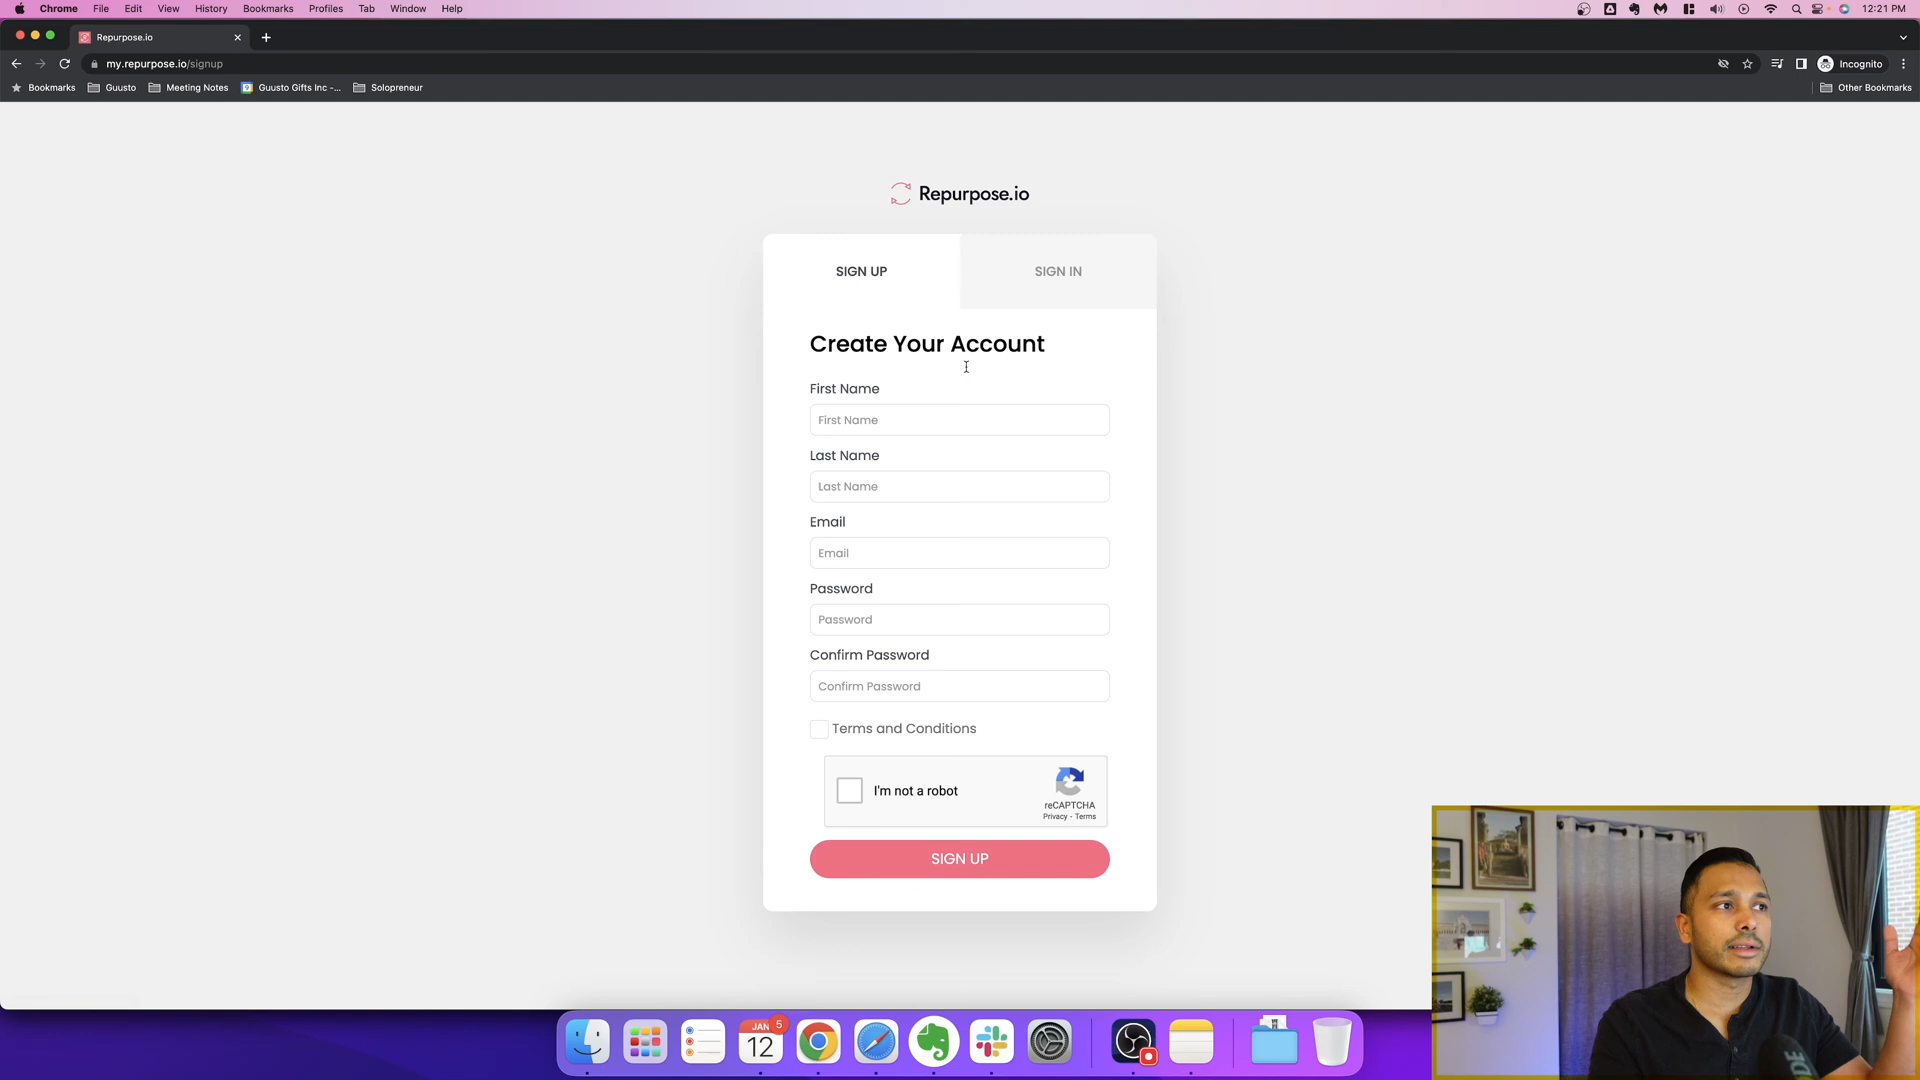 Chrome File Edit View History Bookmarks Profiles Tab Window Help 12:21 PM
Repurpose.io
my.repurpose.io/signup Incognito
Bookmarks Guusto Meeting Notes Guusto Gifts Inc -... Solopreneur Other Bookmarks
Repurpose.io
SIGN UP SIGN IN
Create Your Account
First Name
First Name
Last Name
Last Name
Email
Email
Password
Password
Confirm Password
Confirm Password
Terms and Conditions
I'm not a robot
reCAPTCHA
Privacy - Terms
SIGN UP
JAN 5
12